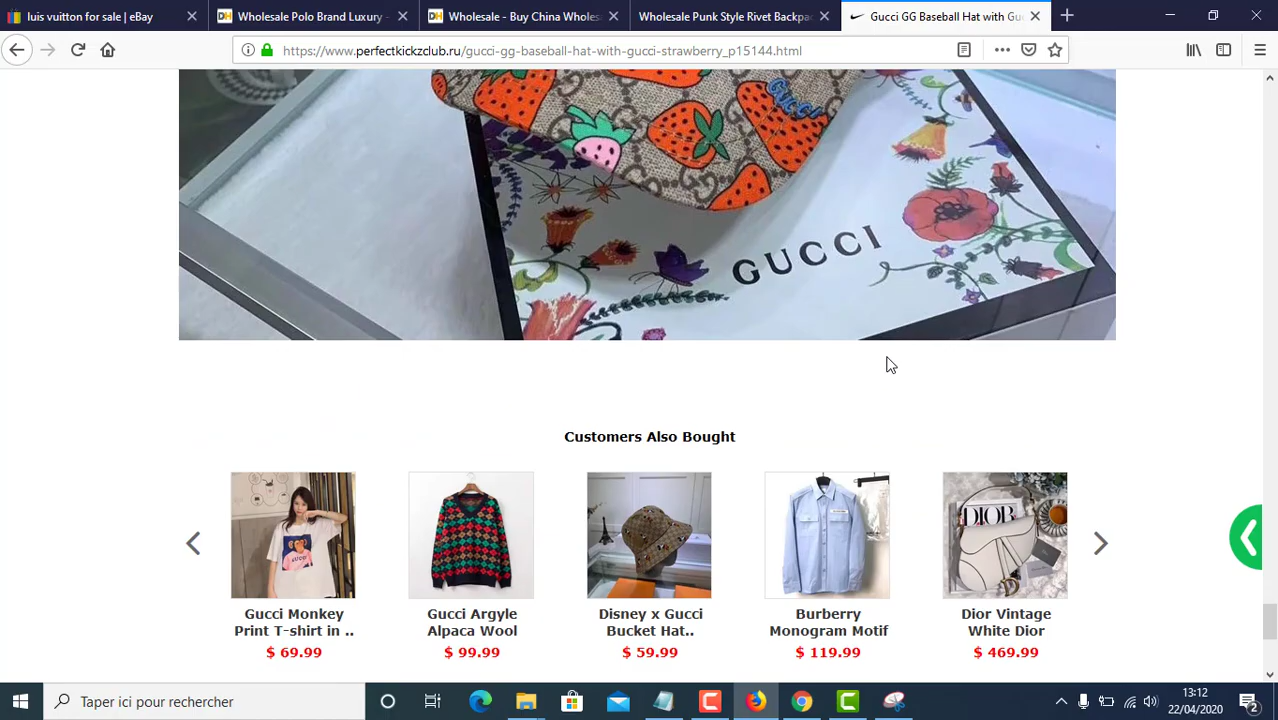 luis vuitton for sale | eBay
Wholesale Polo Brand Luxury -
Wholesale - Buy China Wholes
Wholesale Punk Style Rivet Backpa
Gucci GG Baseball Hat with Guc
https://www.perfectkickzclub.ru/gucci-gg-baseball-hat-with-gucci-strawberry_p15144.html
GUCCI
GUCCI
Customers Also Bought
DIOR
Gucci Monkey
Print T-shirt in ..
$ 69.99
Gucci Argyle
Alpaca Wool
$ 99.99
Disney x Gucci
Bucket Hat..
$ 59.99
Burberry
Monogram Motif
$ 119.99
Dior Vintage
White Dior
$ 469.99
Taper ici pour rechercher
13:12
22/04/2020
2